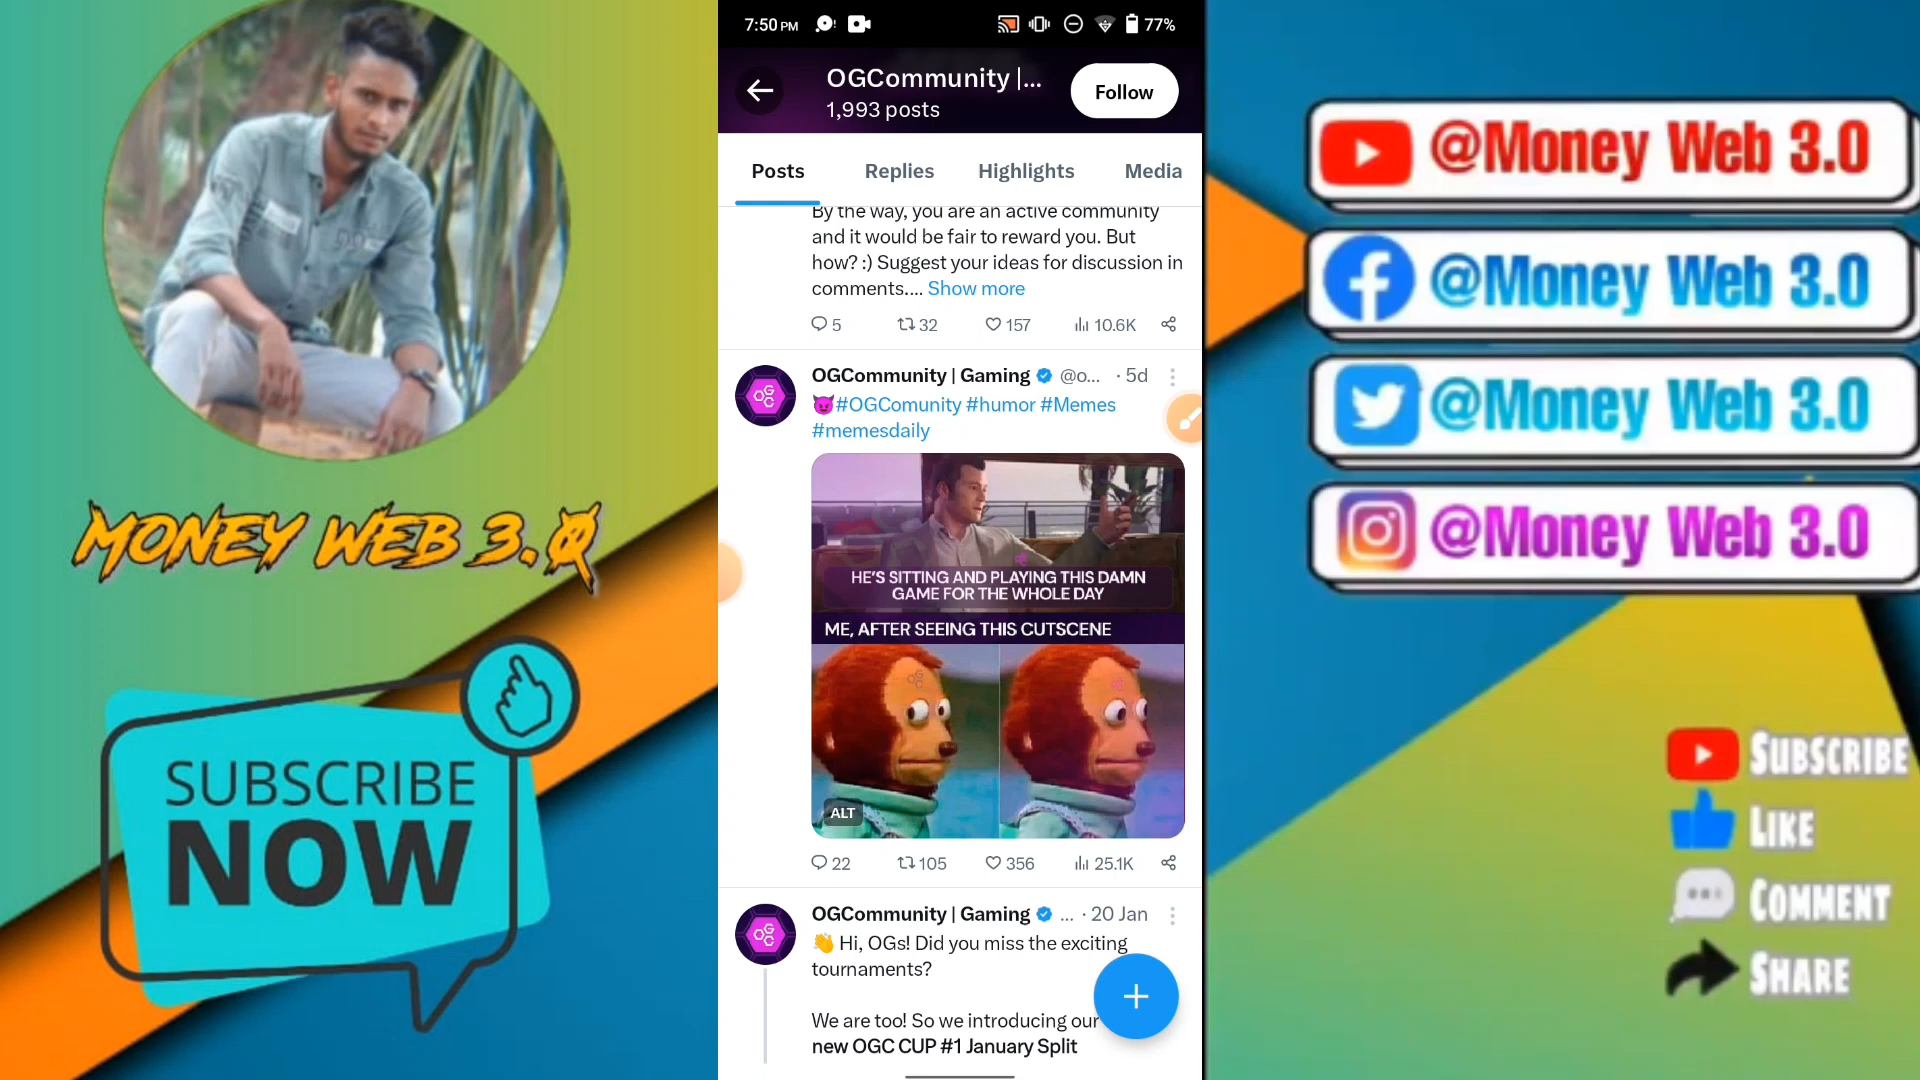 7:50 PM
77%
OGCommunity |...
1,993 posts
Follow
Posts
Replies
Highlights
Media
By the way, you are an active community
and it would be fair to reward you. But
how? :) Suggest your ideas for discussion in
comments.... Show more
5
32
157
10.6K
OGCommunity | Gaming @o... · 5d
😈#OGComunity #humor #Memes
#memesdaily
HE'S SITTING AND PLAYING THIS DAMN
GAME FOR THE WHOLE DAY
ME, AFTER SEEING THIS CUTSCENE
ALT
22
105
356
25.1K
OGCommunity | Gaming ... · 20 Jan
👋 Hi, OGs! Did you miss the exciting
tournaments?
We are too! So we introducing our
new OGC CUP #1 January Split
MONEY WEB 3.0
SUBSCRIBE
NOW
@Money Web 3.0
@Money Web 3.0
@Money Web 3.0
@Money Web 3.0
SUBSCRIBE
LIKE
COMMENT
SHARE